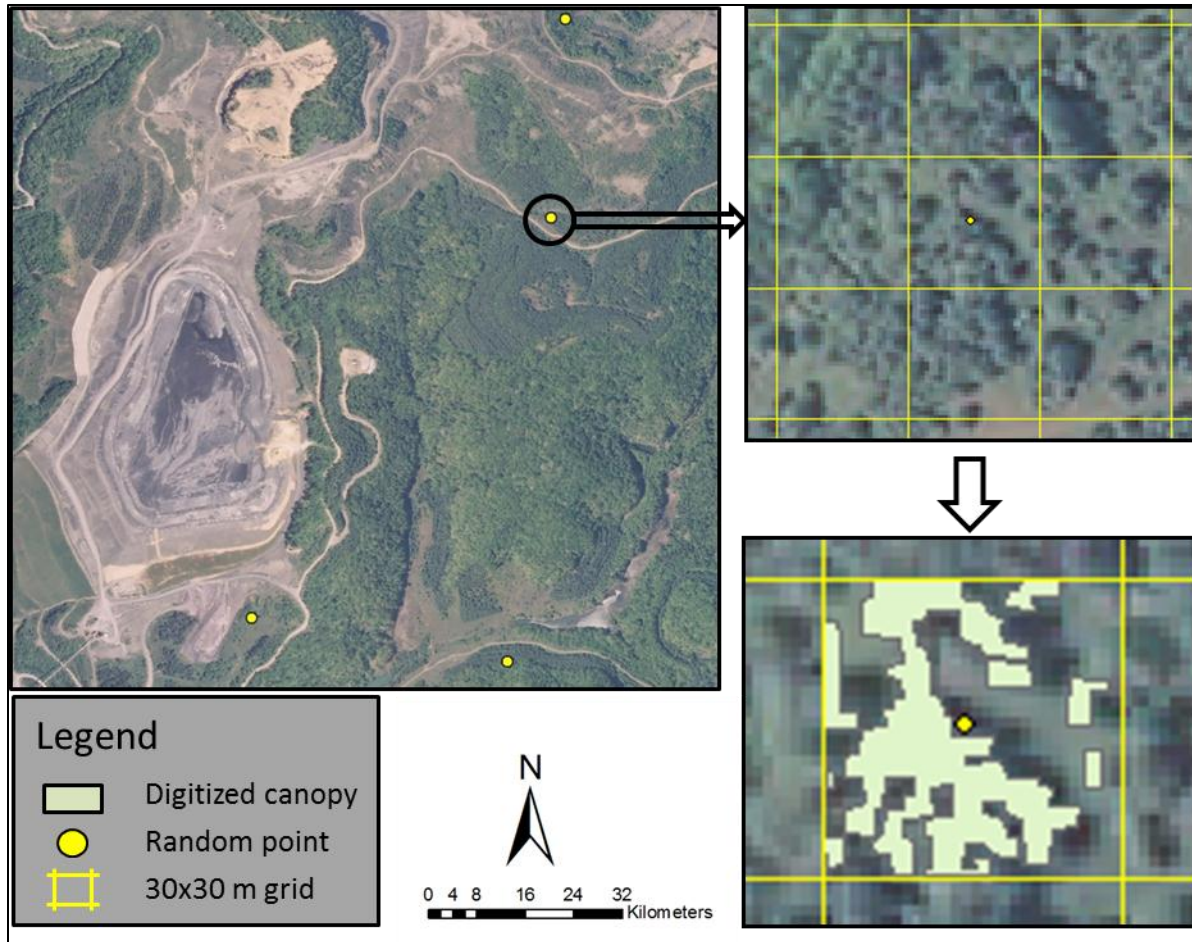 Legend
Digitized canopy
Random point
30x30 m grid
N
0 4 8 16 24 32
Kilometers